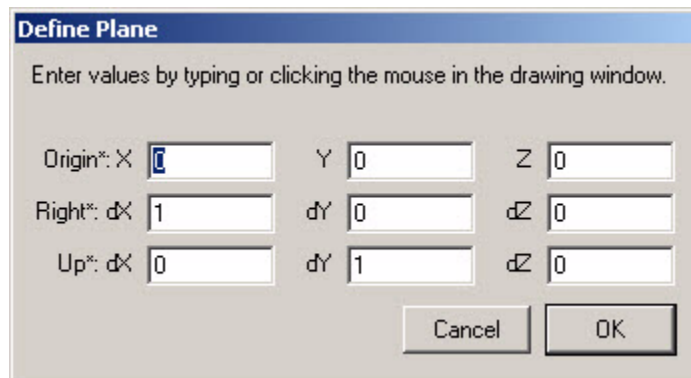 Define Plane
Enter values by typing or clicking the mouse in the drawing window.
Origin*: X 0 Y 0 Z 0
Right*: dX 1 dY 0 dZ 0
Up*: dX 0 dY 1 dZ 0
Cancel OK